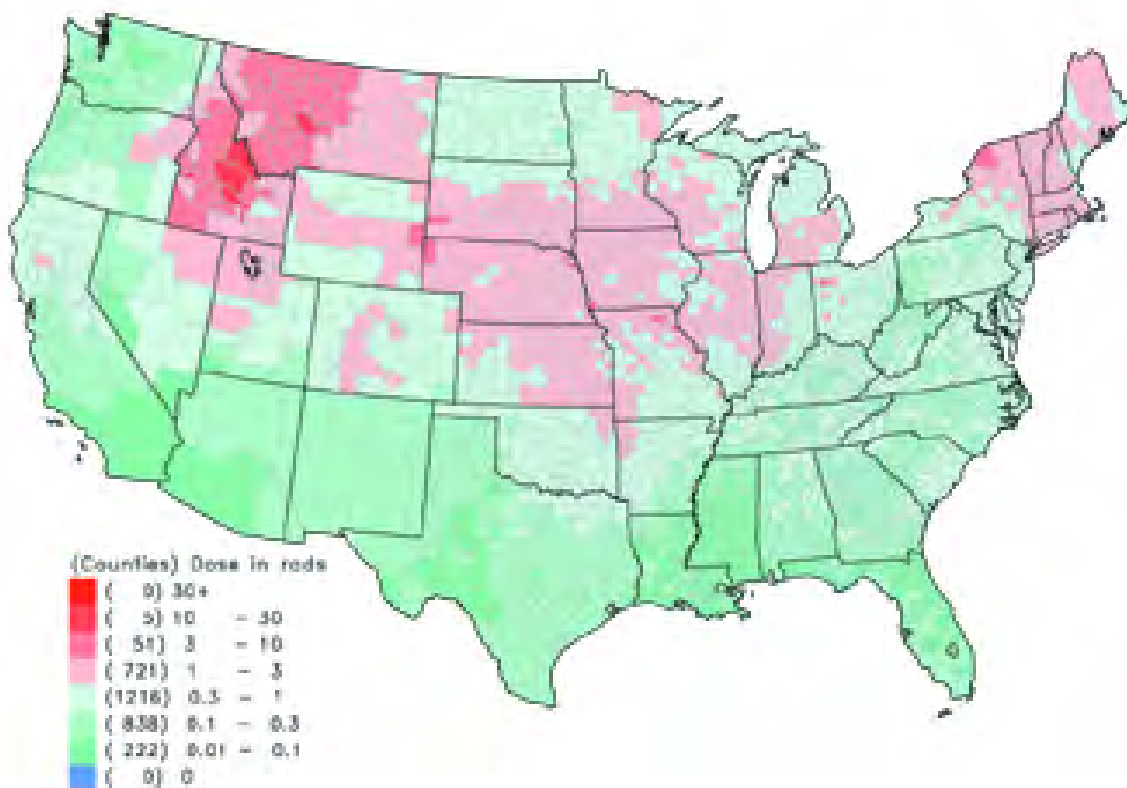 (Counties) Dose in rads
( 0) 30+
( 5) 10 - 30
( 51) 3 - 10
(721) 1 - 3
(1216) 0.3 - 1
(838) 0.1 - 0.3
(222) 0.01 - 0.1
( 0) 0